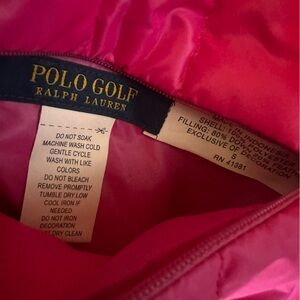 POLO GOLF
RALPH LAUREN
DO NOT SOAK
MACHINE WASH COLD
GENTLE CYCLE
WASH WITH LIKE
COLORS
DO NOT BLEACH
REMOVE PROMPTLY
TUMBLE DRY LOW
COOL IRON IF
NEEDED
DO NOT IRON
DECORATION
DRY CLEAN
INDONESIA
SHELL: 100%
FILLING: 80% DOWN
EXCLUSIVE OF DECORATION
S
RN 41381